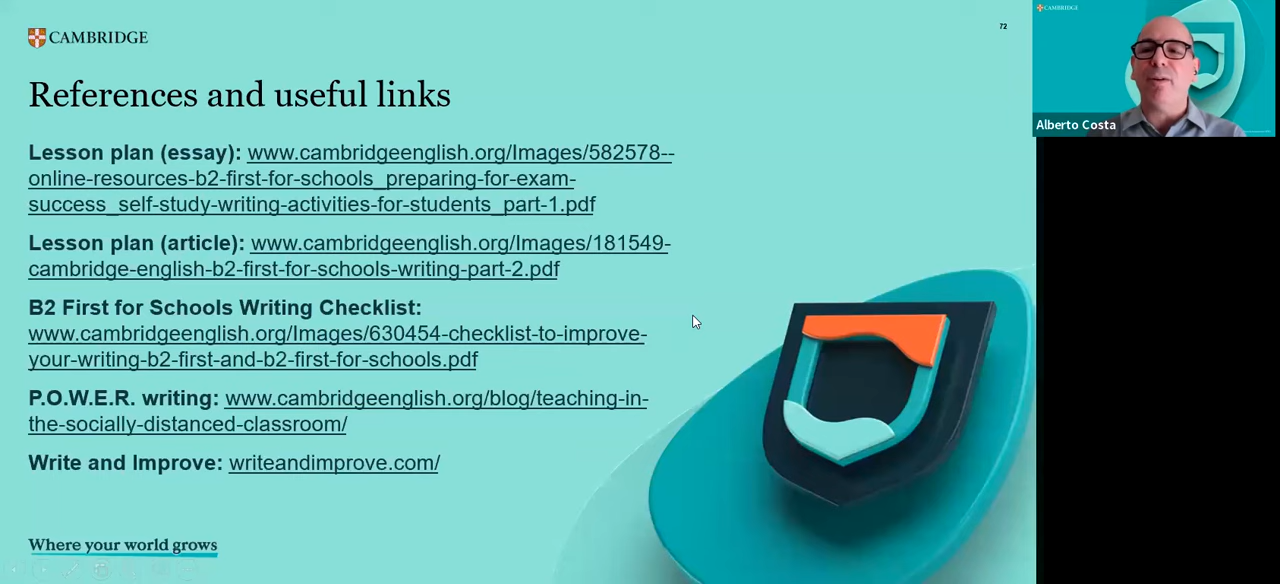 CAMBRIDGE
72
CAMBRIDGE
References and useful links
Alberto Costa
Lesson plan (essay): www.cambridgeenglish.org/Images/582578--
online-resources-b2-first-for-schools_preparing-for-exam-
success_self-study-writing-activities-for-students_part-1.pdf
Lesson plan (article): www.cambridgeenglish.org/Images/181549-
cambridge-english-b2-first-for-schools-writing-part-2.pdf
B2 First for Schools Writing Checklist:
www.cambridgeenglish.org/Images/630454-checklist-to-improve-
your-writing-b2-first-and-b2-first-for-schools.pdf
P.O.W.E.R. writing: www.cambridgeenglish.org/blog/teaching-in-
the-socially-distanced-classroom/
Write and Improve: writeandimprove.com/
Where your world grows